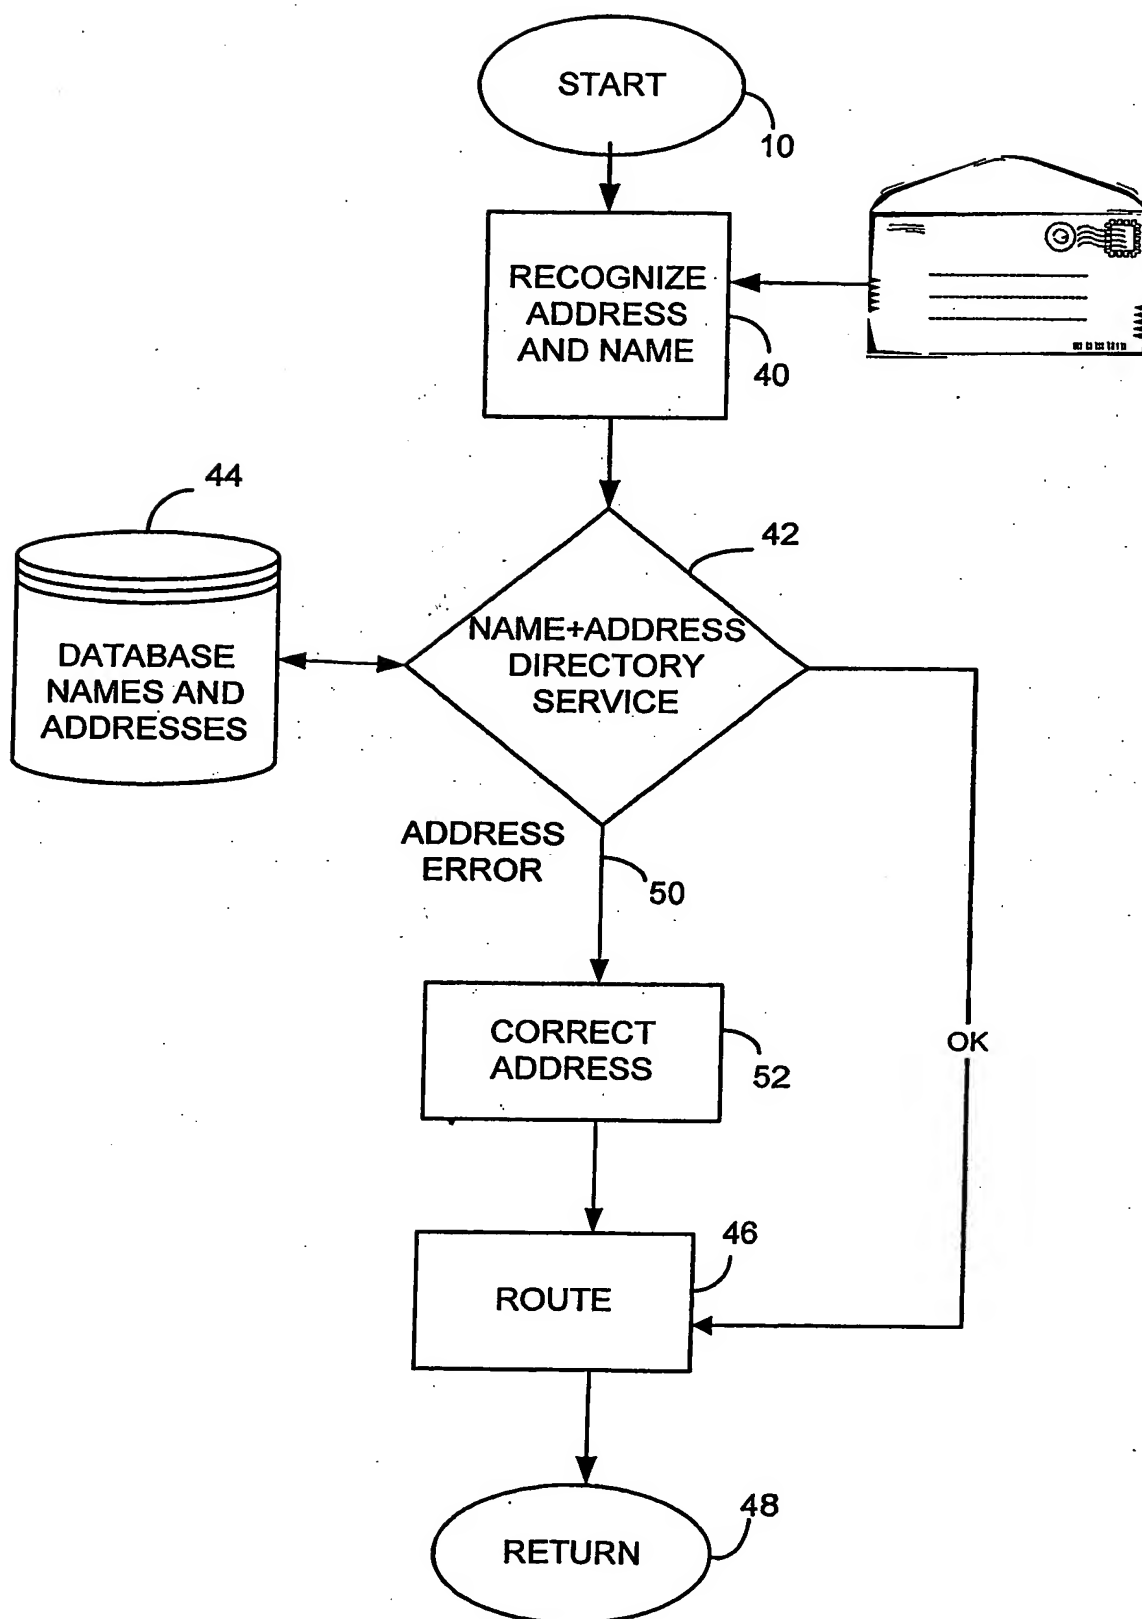 START
10
RECOGNIZE
ADDRESS
AND NAME
40
44
42
DATABASE
NAMES AND
ADDRESSES
NAME+ADDRESS
DIRECTORY
SERVICE
ADDRESS
ERROR
50
CORRECT
ADDRESS
52
OK
46
ROUTE
RETURN
48